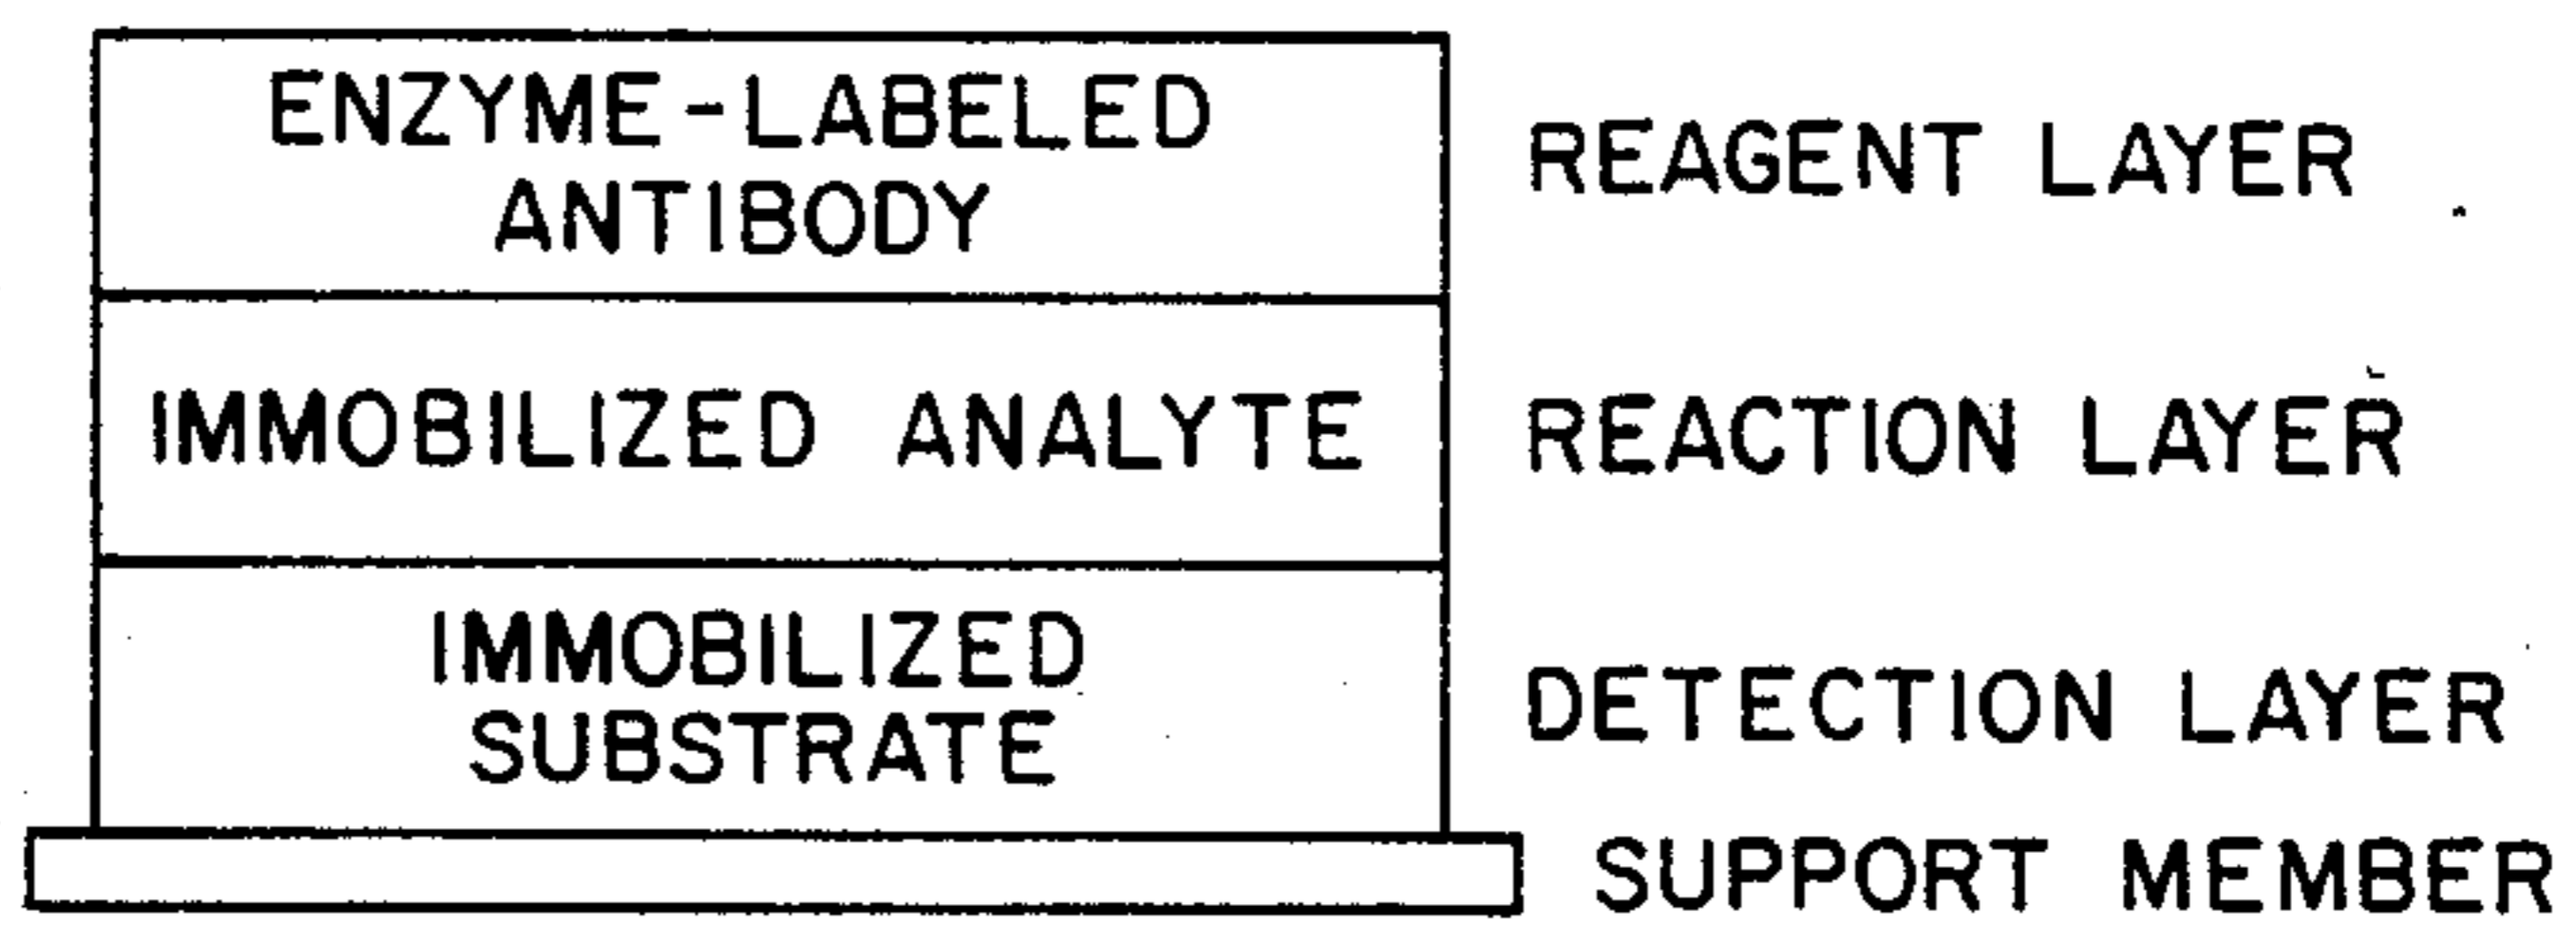 ENZYME-LABELED
ANTIBODY
REAGENT LAYER
IMMOBILIZED ANALYTE
REACTION LAYER
IMMOBILIZED
SUBSTRATE
DETECTION LAYER
SUPPORT MEMBER